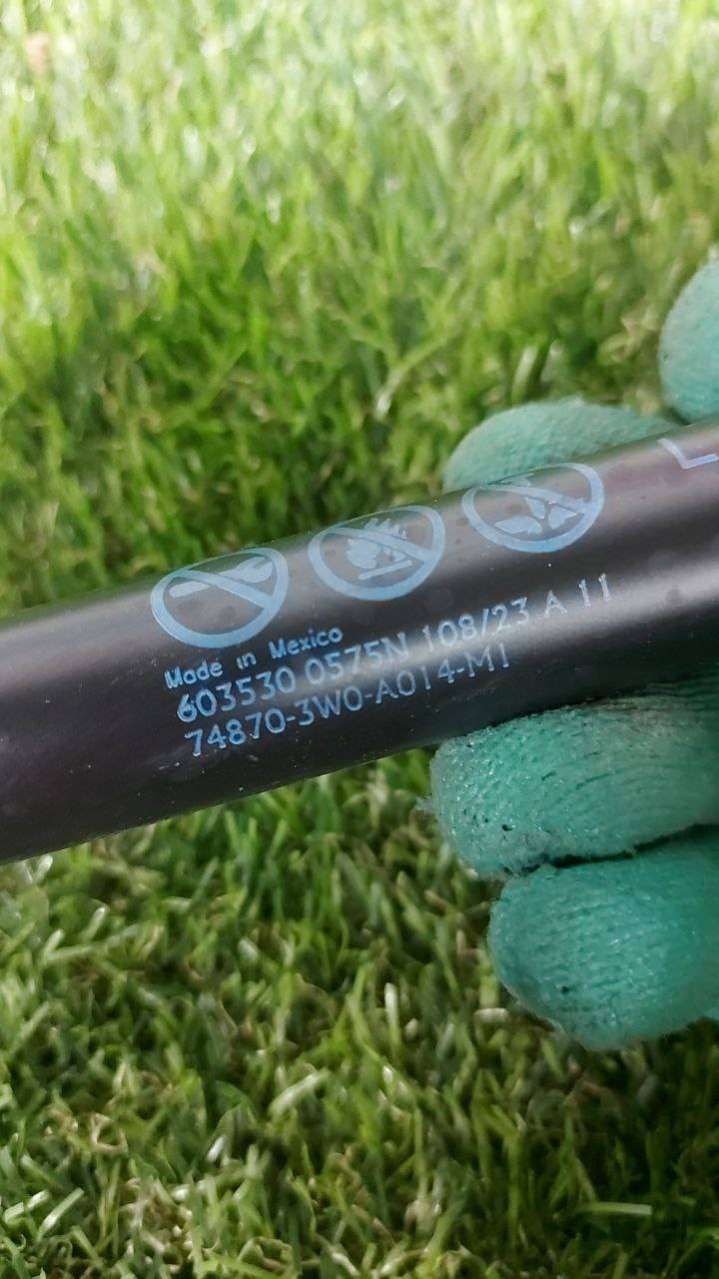 L
Made in Mexico
603530 0575N 108/23 A 11
74870-3W0-A014-M1